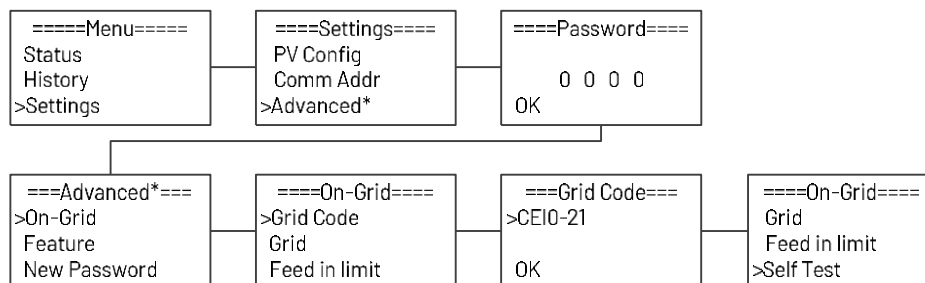 =====Menu=====
Status
History
>Settings
====Settings====
PV Config
Comm Addr
>Advanced*
====Password====
0 0 0 0
OK
===Advanced*===
>On-Grid
Feature
New Password
====On-Grid====
>Grid Code
Grid
Feed in limit
===Grid Code===
>CEI0-21
OK
====On-Grid====
Grid
Feed in limit
>Self Test